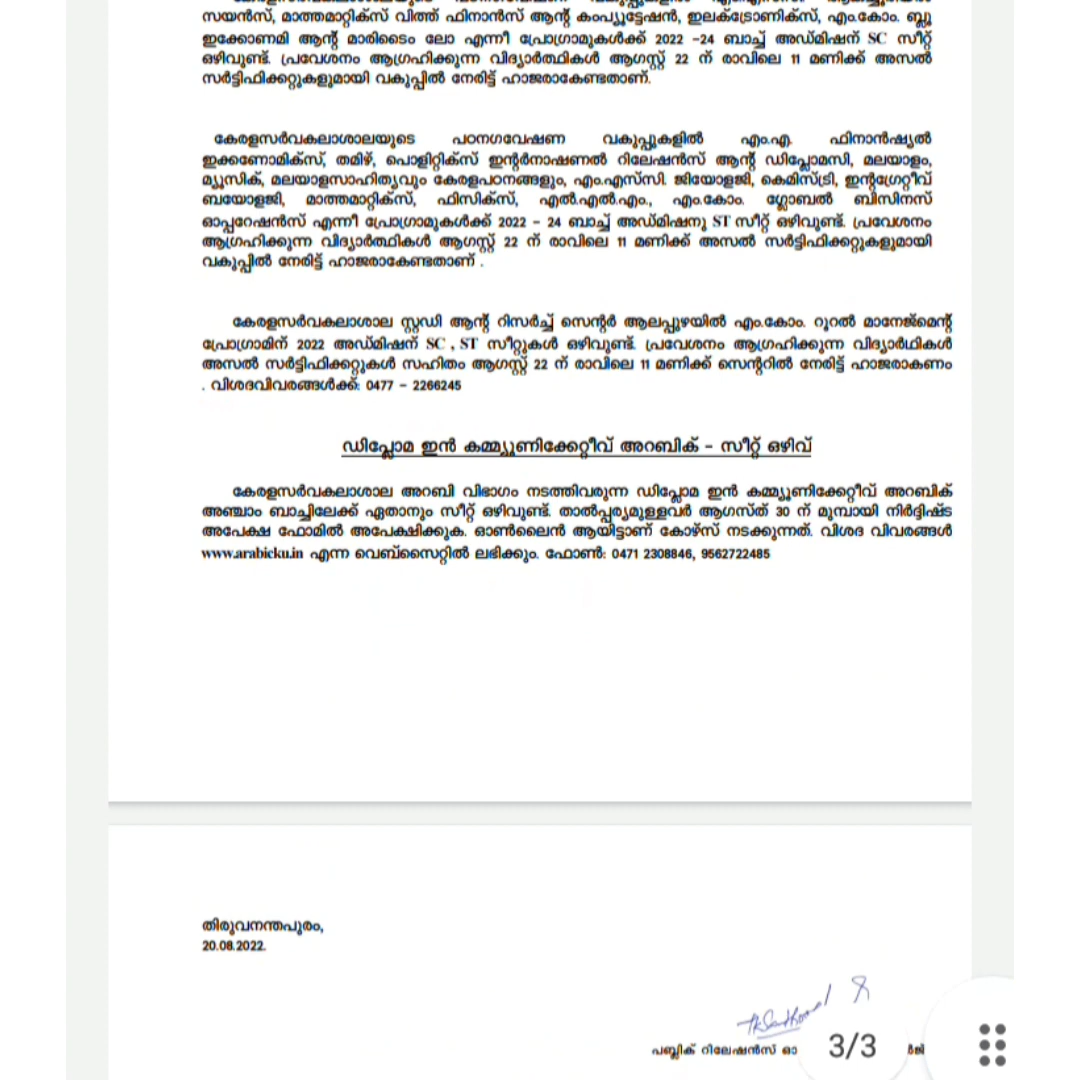 സയൻസ്, മാത്തമാറ്റിക്സ് വിത്ത് ഫിനാൻസ് ആന്റ് കംപ്യൂട്ടേഷൻ, ഇലക്ട്രോണിക്സ്, എം.കോം. ബ്ലൂ
ഇക്കോണമി ആന്റ് മാരിടൈം ലോ എന്നീ പ്രോഗ്രാമുകൾക്ക് 2022 -24 ബാച്ച് അഡ്മിഷന് SC സീറ്റ്
ഒഴിവുണ്ട്. പ്രവേശനം ആഗ്രഹിക്കുന്ന വിദ്യാർത്ഥികൾ ആഗസ്റ്റ് 22 ന് രാവിലെ 11 മണിക്ക് അസൽ
സർട്ടിഫിക്കറ്റുകളുമായി വകുപ്പിൽ നേരിട്ട് ഹാജരാകേണ്ടതാണ്.
കേരളസർവകലാശാലയുടെ പഠനഗവേഷണ വകുപ്പുകളിൽ എം.എ. ഫിനാൻഷ്യൽ
ഇക്കണോമിക്സ്, തമിഴ്, പൊളിറ്റിക്സ് ഇന്റർനാഷണൽ റിലേഷൻസ് ആന്റ് ഡിപ്ലോമസി, മലയാളം,
മ്യൂസിക്, മലയാളസാഹിത്യവും കേരളപഠനങ്ങളും, എം.എസ്സി. ജിയോളജി, കെമിസ്ട്രി, ഇന്റഗ്രേറ്റീവ്
ബയോളജി, മാത്തമാറ്റിക്സ്, ഫിസിക്സ്, എൽ.എൽ.എം., എം.കോം. ഗ്ലോബൽ ബിസിനസ്
ഓപ്പറേഷൻസ് എന്നീ പ്രോഗ്രാമുകൾക്ക് 2022 – 24 ബാച്ച് അഡ്മിഷനു ST സീറ്റ് ഒഴിവുണ്ട്. പ്രവേശനം
ആഗ്രഹിക്കുന്ന വിദ്യാർത്ഥികൾ ആഗസ്റ്റ് 22 ന് രാവിലെ 11 മണിക്ക് അസൽ സർട്ടിഫിക്കറ്റുകളുമായി
വകുപ്പിൽ നേരിട്ട് ഹാജരാകേണ്ടതാണ് .
കേരളസർവകലാശാല സ്റ്റഡി ആന്റ് റിസർച്ച് സെന്റർ ആലപ്പുഴയിൽ എം.കോം. റൂറൽ മാനേജ്മെന്റ്
പ്രോഗ്രാമിന് 2022 അഡ്മിഷന് SC , ST സീറ്റുകൾ ഒഴിവുണ്ട്. പ്രവേശനം ആഗ്രഹിക്കുന്ന വിദ്യാർഥികൾ
അസൽ സർട്ടിഫിക്കറ്റുകൾ സഹിതം ആഗസ്റ്റ് 22 ന് രാവിലെ 11 മണിക്ക് സെന്ററിൽ നേരിട്ട് ഹാജരാകണം
. വിശദവിവരങ്ങൾക്ക്: 0477 – 2266245
ഡിപ്ലോമ ഇൻ കമ്മ്യൂണിക്കേറ്റീവ് അറബിക് – സീറ്റ് ഒഴിവ്
കേരളസർവകലാശാല അറബി വിഭാഗം നടത്തിവരുന്ന ഡിപ്ലോമ ഇൻ കമ്മ്യൂണിക്കേറ്റീവ് അറബിക്
അഞ്ചാം ബാച്ചിലേക്ക് ഏതാനും സീറ്റ് ഒഴിവുണ്ട്. താൽപ്പര്യമുള്ളവർ ആഗസ്ത് 30 ന് മുമ്പായി നിർദ്ദിഷ്ട
അപേക്ഷ ഫോമിൽ അപേക്ഷിക്കുക. ഓൺലൈൻ ആയിട്ടാണ് കോഴ്സ് നടക്കുന്നത്. വിശദ വിവരങ്ങൾ
www.arabicku.in എന്ന വെബ്സൈറ്റിൽ ലഭിക്കും. ഫോൺ: 0471 2308846, 9562722485
തിരുവനന്തപുരം,
20.08.2022.
പബ്ലിക് റിലേഷൻസ് ഓ
3/3